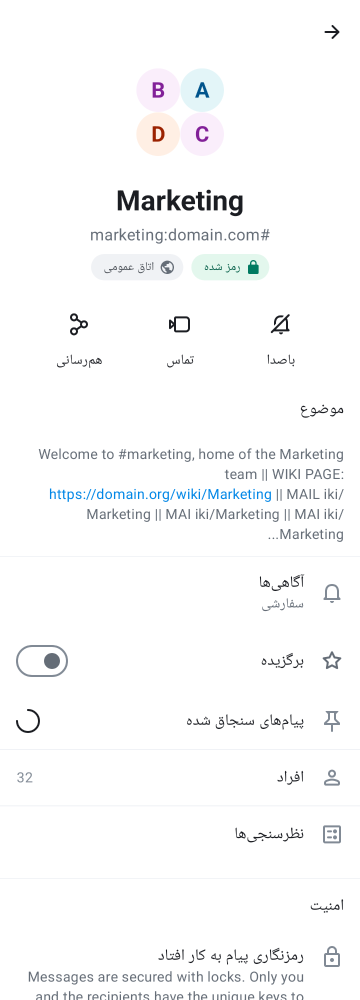 A B
C D
Marketing
marketing:domain.com#
رمز شده
اتاق عمومی
باصدا
تماس
هم‌رسانی
موضوع
Welcome to #marketing, home of the Marketing
team || WIKI PAGE:
https://domain.org/wiki/Marketing || MAIL iki/
Marketing || MAI iki/Marketing || MAI iki/
...Marketing
آگاهی‌ها
سفارشی
برگزیده
پیام‌های سنجاق شده
افراد
32
نظرسنجی‌ها
امنیت
رمزنگاری پیام به کار افتاد
Messages are secured with locks. Only you
and the recipients have the unique keys to